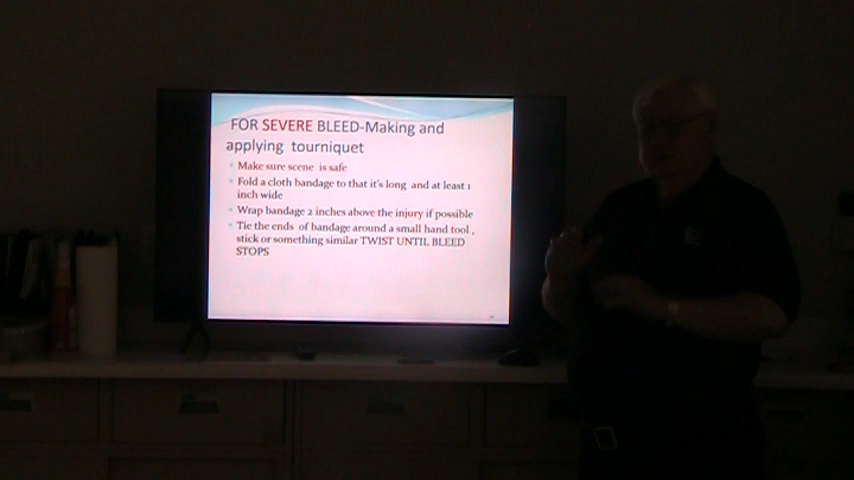 FOR SEVERE BLEED-Making and
applying tourniquet
Make sure scene is safe
Fold a cloth bandage to that it's long and at least 1
inch wide
Wrap bandage 2 inches above the injury if possible
Tie the ends of bandage around a small hand tool ,
stick or something similar TWIST UNTIL BLEED
STOPS